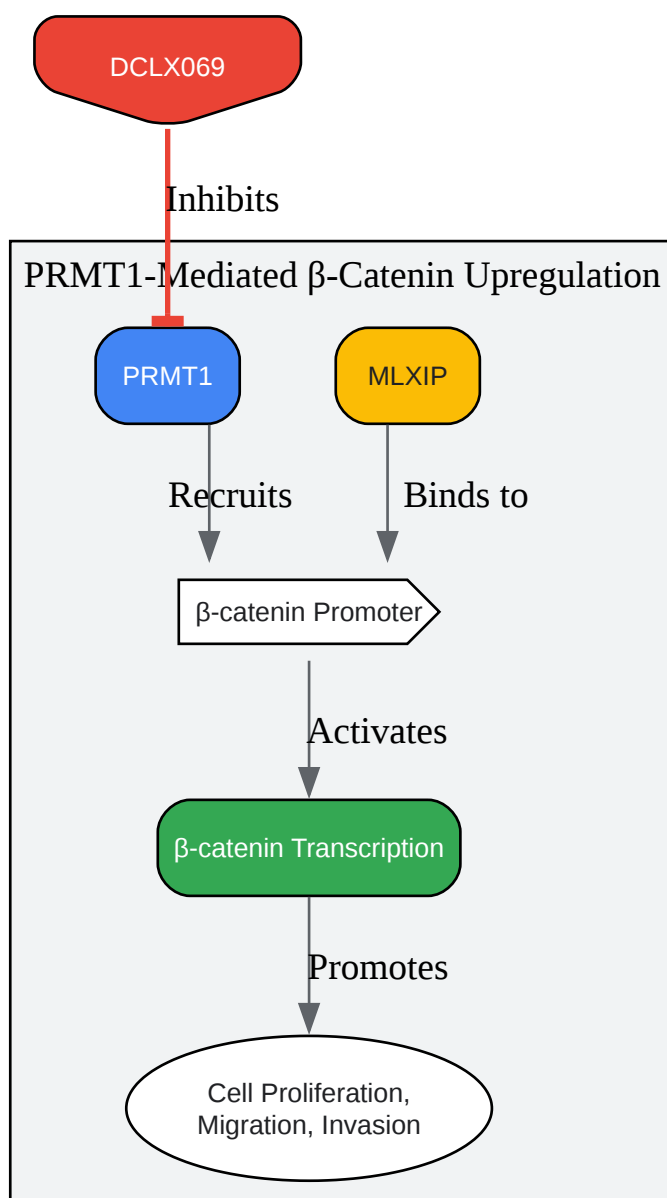 DCLX069
Inhibits
PRMT1-Mediated β-Catenin Upregulation
PRMT1
MLXIP
Recruits
Binds to
β-catenin Promoter
Activates
β-catenin Transcription
Promotes
Cell Proliferation,
Migration, Invasion